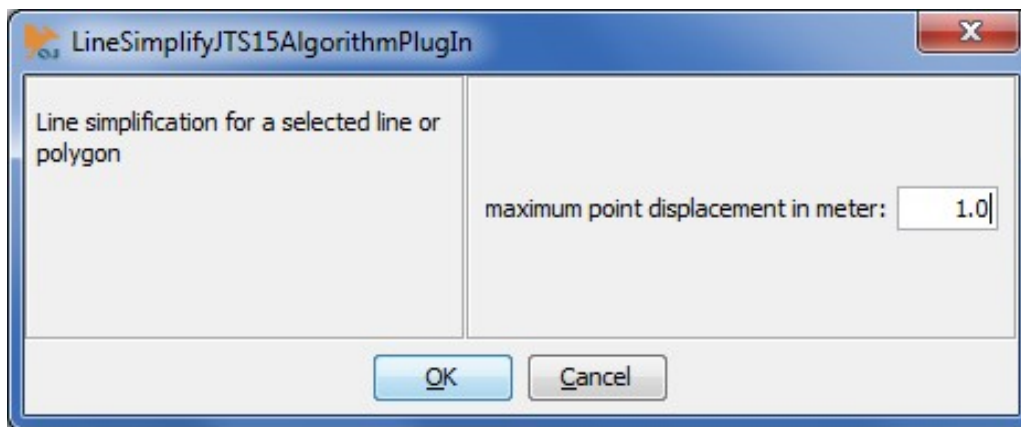 LineSimplifyJTS15AlgorithmPlugIn
Line simplification for a selected line or
polygon
maximum point displacement in meter: 1.0
OK Cancel